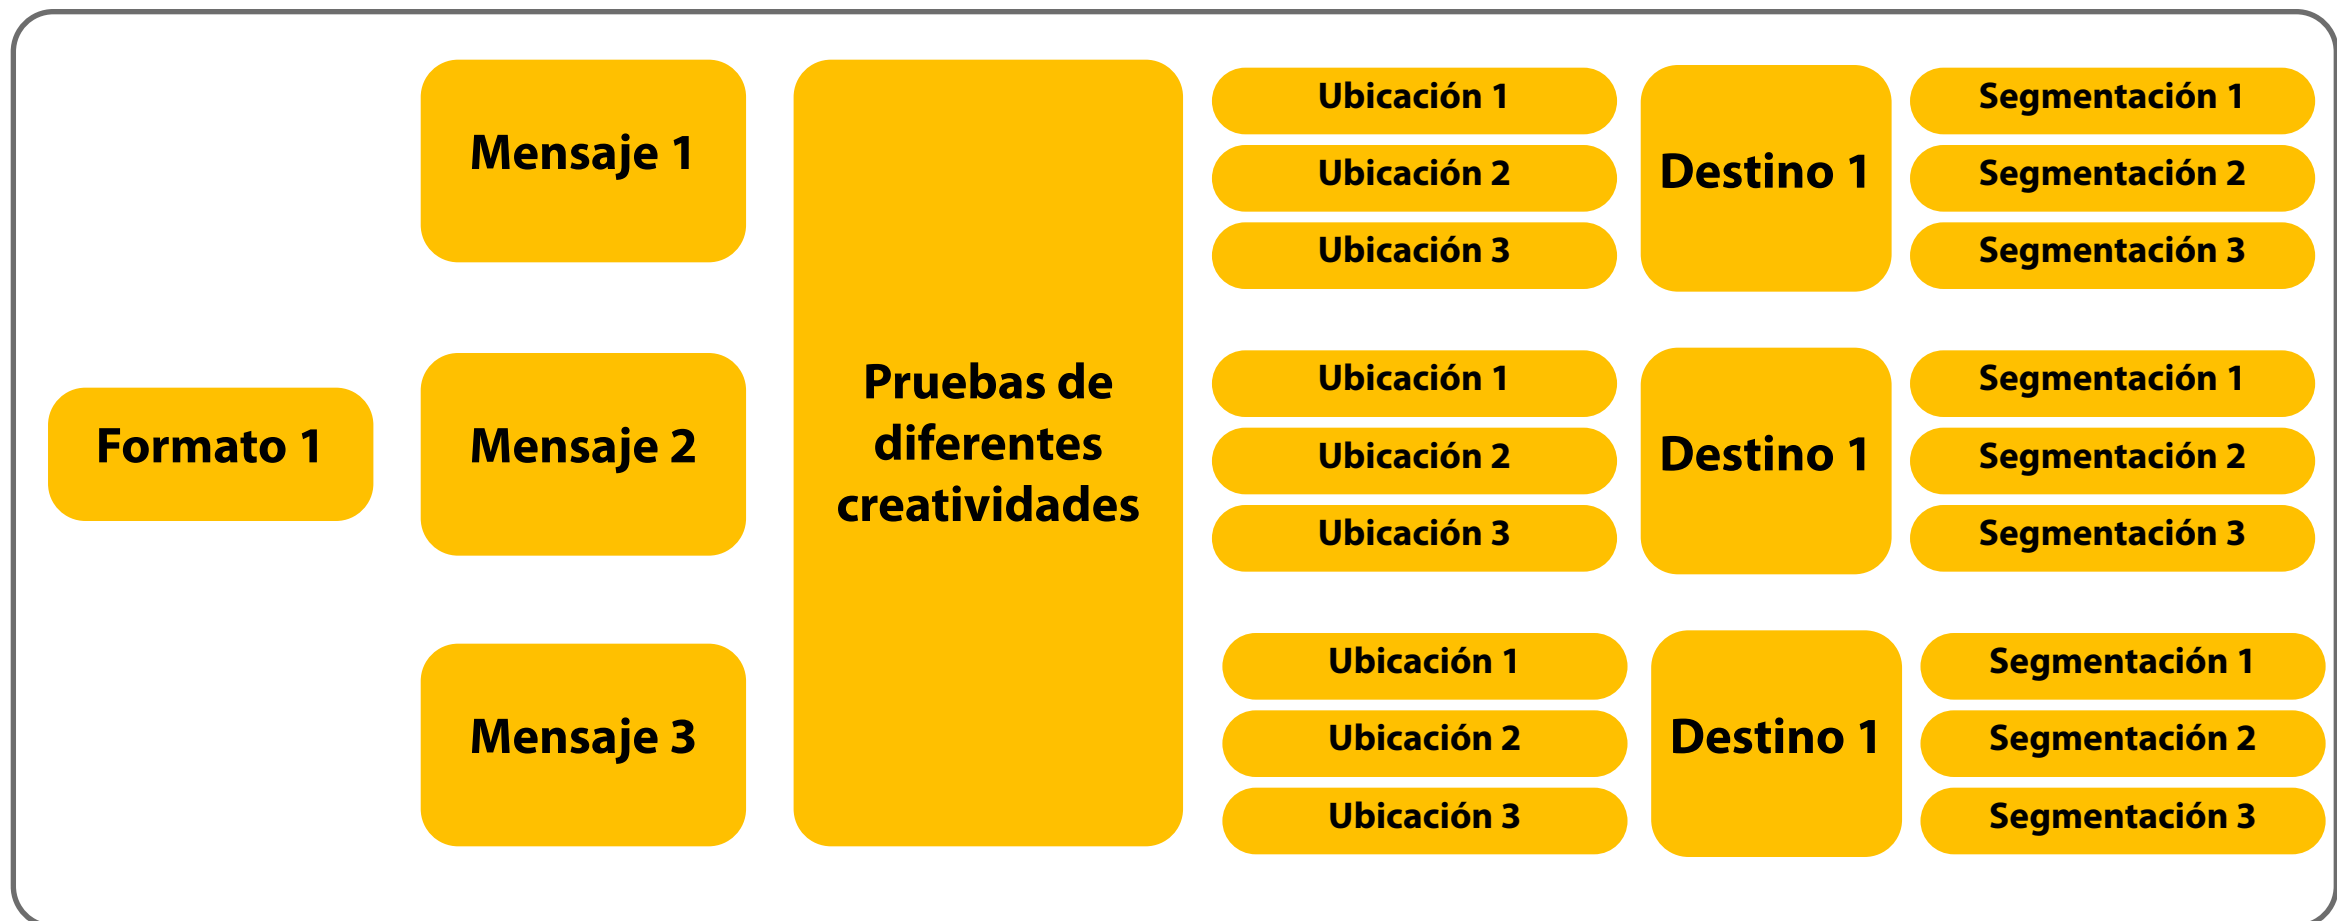 Formato 1
Mensaje 1
Mensaje 2
Mensaje 3
Pruebas de
diferentes
creatividades
Ubicación 1
Ubicación 2
Ubicación 3
Destino 1
Segmentación 1
Segmentación 2
Segmentación 3
Ubicación 1
Ubicación 2
Ubicación 3
Destino 1
Segmentación 1
Segmentación 2
Segmentación 3
Ubicación 1
Ubicación 2
Ubicación 3
Destino 1
Segmentación 1
Segmentación 2
Segmentación 3